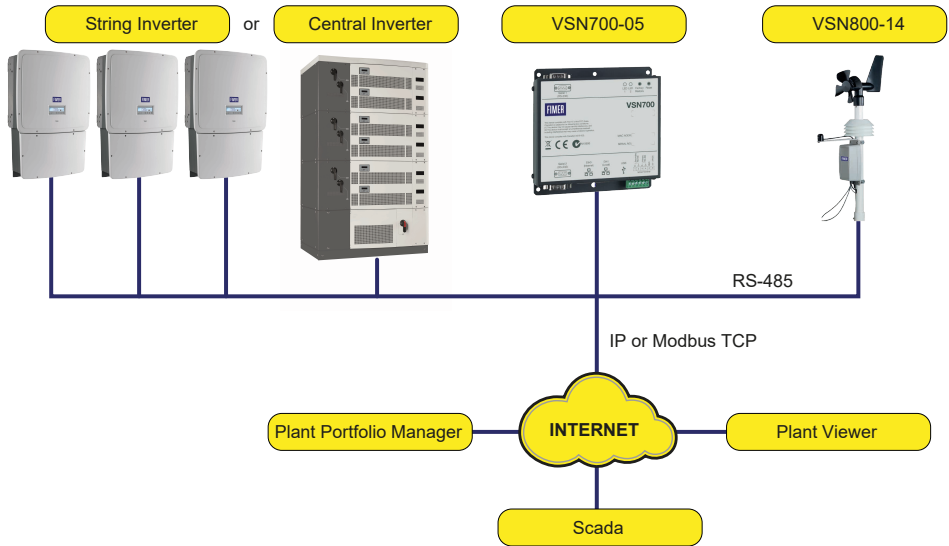 String Inverter or Central Inverter VSN700-05 VSN800-14
FIMER
VSN700
RS-485
IP or Modbus TCP
Plant Portfolio Manager INTERNET Plant Viewer
Scada